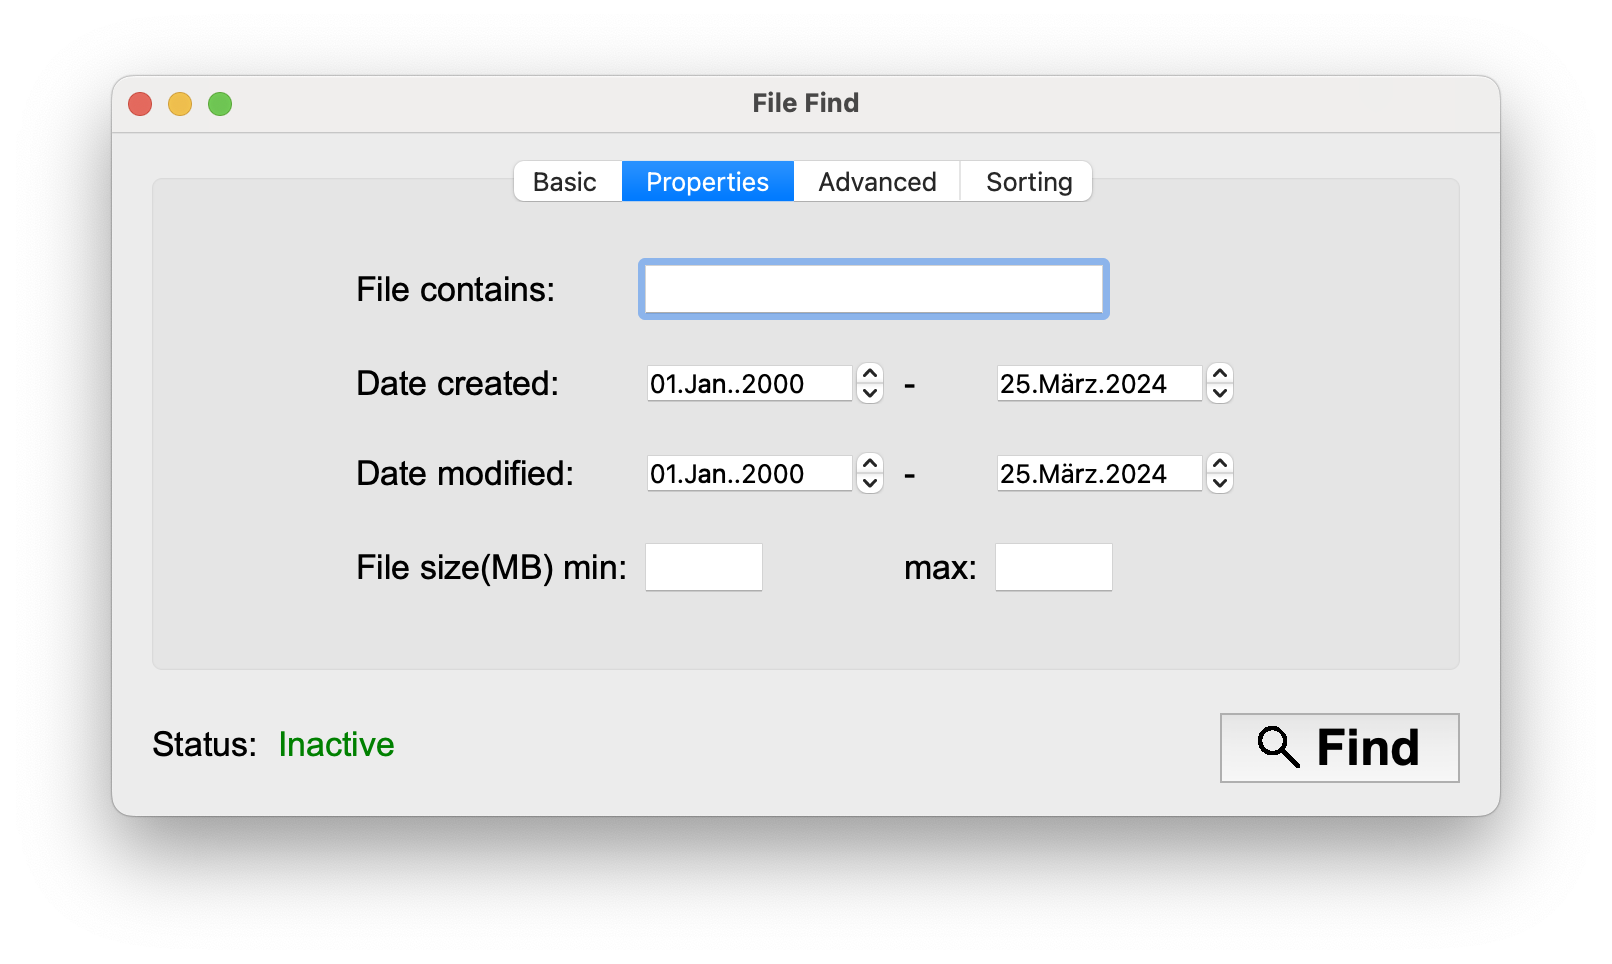 File Find
Basic Properties Advanced Sorting
File contains:
Date created: 01.Jan..2000 - 25.März.2024
Date modified: 01.Jan..2000 - 25.März.2024
File size(MB) min: max:
Status: Inactive
Find